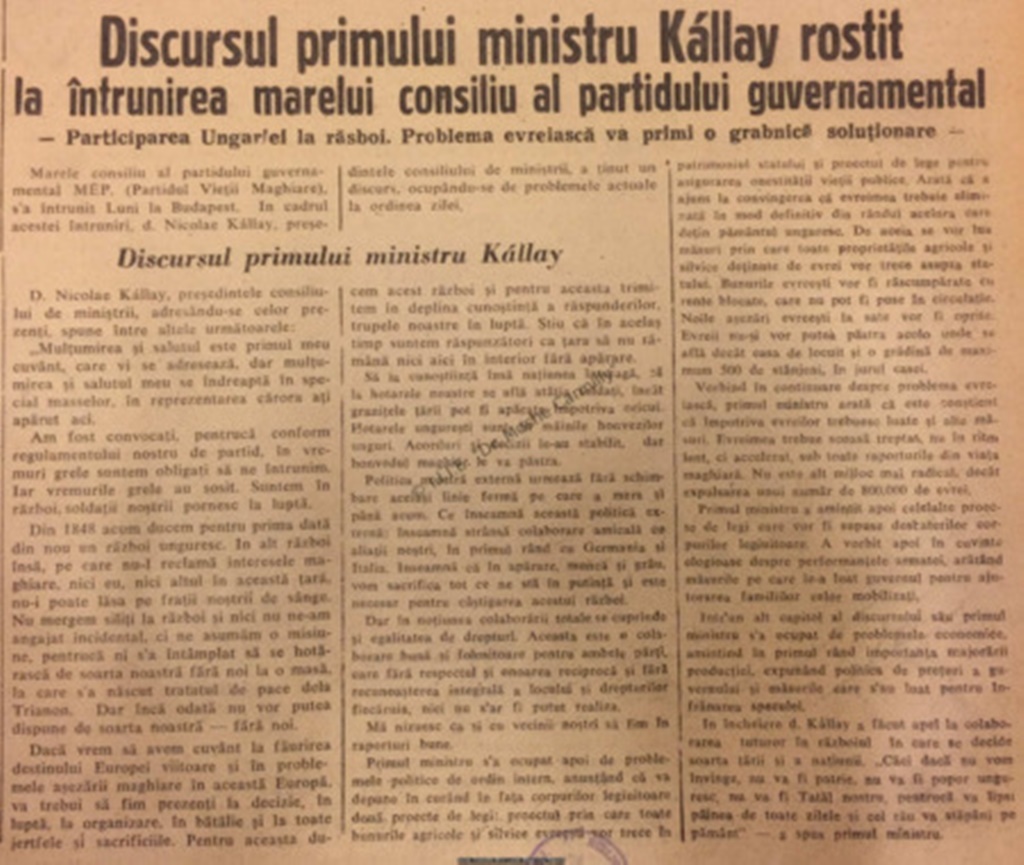 Discursul primului ministru Kállay rostit
la întrunirea marelui consiliu al partidului guvernamental
— Participarea Ungariei la răsboi. Problema evreiască va primi o grabnică soluționare —
Marele consiliu al partidului guverna-
mental MEP. (Partidul Vieții Maghiare),
s'a întrunit Luni la Budapest. In cadrul
acestei întruniri, d. Nicolae Kállay, preșe-
dintele consiliului de miniștrii, a ținut un
discurs, ocupându-se de problemele actuale
la ordinea zilei.
Discursul primului ministru Kállay
D. Nicolae Kállay, președintele consiliu-
lui de miniștrii, adresându-se celor pre-
zenți, spune între altele următoarele:
„Mulțumirea și salutul este primul meu
cuvânt, care vi se adresează, dar mulțu-
mirea și salutul meu se îndreaptă în spe-
cial masselor, în reprezentarea cărora ați
apărut aci.
Am fost convocați, pentrucă conform
regulamentului nostru de partid, în vre-
muri grele suntem obligați să ne întrunim.
Iar vremurile grele au sosit. Suntem în
război, soldații noștrii pornesc la luptă.
Din 1848 acum ducem pentru prima dată
din nou un război unguresc. In alt război
însă, pe care nu-l reclamă interesele ma-
ghiare, nici eu, nici altul în această țară,
nu-i poate lăsa pe frații noștrii de sânge.
Nu mergem siliți la război și nici nu ne-am
angajat incidental, ci ne asumăm o misiu-
ne, pentrucă ni s'a întâmplat să se hotă-
rască de soarta noastră fără noi la o masă,
la care s'a născut tratatul de pace dela
Trianon. Dar încă odată nu vor putea
dispune de soarta noastră — fără noi.
Dacă vrem să avem cuvânt la făurirea
destinului Europei viitoare și în proble-
mele așezării maghiare în această Europă,
va trebui să fim prezenți la decizie, în
luptă, la organizare, în bătălie și la toate
jertfele și sacrificiile. Pentru aceasta du-
cem acest război și pentru aceasta trimi-
tem în deplina cunoștință a răspunderilor,
trupele noastre în luptă. Știu că în acelaș
timp suntem răspunzători ca țara să nu ră-
mână nici aici în interior fără apărare.
Să ia cunoștiință însă națiunea
la hotarele noastre se află soldați, încât
granițele țării pot fi împotriva oricui.
Hotarele ungurești mâinile honvezilor
unguri. Acorduri le-au stabilit, dar
honvedul le va păstra.
Politica externă urmează fără schim-
bare aceeași linie fermă pe care a mers și
până acum. Ce înseamnă această politică ex-
ternă: înseamnă strânsă colaborare amicală cu
aliații noștri, în primul rând cu Germania și
Italia. Inseamnă că în apărare, muncă și grâu,
vom sacrifica tot ce ne stă în putință și este
necesar pentru câștigarea acestui război.
Dar în noțiunea colaborării totale se cuprinde
și egalitatea de drepturi. Aceasta este o cola-
borare bună și folositoare pentru ambele părți,
care fără respectul și onoarea reciprocă și fără
recunoașterea integrală a locului și drepturilor
fiecăruia, nici nu s'ar fi putut realiza.
Mă nizuesc ca și cu vecinii noștri să fim în
raporturi bune.
Primul ministru s'a ocupat apoi de proble-
mele politice de ordin intern, anunțând că va
depune în curând în fața corpurilor legiuitoare
două proecte de legi: proectul prin care toate
bunurile agricole și silvice evreești vor trece în
patrimoniul statului și proectul de lege pentru
asigurarea onestității vieții publice. Arată că a
ajuns la convingerea că evreimea trebuie elimi-
nată în mod definitiv din rândul acelora care
dețin pământul unguresc. De aceia se vor lua
măsuri prin care toate proprietățile agricole și
silvice deținute de evrei vor trece asupra sta-
tului. Bunurile evreești vor fi răscumpărate cu
rente blocate, care nu pot fi puse în circulație.
Noile așezări evreești la sate vor fi oprite.
Evreii nu-și vor putea păstra acolo unde se
află decât casa de locuit și o grădină de maxi-
mum 500 de stânjeni, în jurul casei.
Vorbind în continuare despre problema evre-
iască, primul ministru arată că este conștient
că împotriva evreilor trebuesc luate și alte mă-
suri. Evreimea trebue scoasă treptat, nu în ritm
lent, ci accelerat, sub toate raporturile din viața
maghiară. Nu este alt mijloc mai radical, decât
expulsarea unui număr de 800.000 de evrei.
Primul ministru a amintit apoi celelalte proec-
te de legi care vor fi supuse desbaterilor cor-
purilor legiuitoare. A vorbit apoi în cuvinte
elogioase despre performanțele armatei, arătând
măsurile pe care le-a luat guvernul pentru aju-
torarea familiilor celor mobilizați.
Intr'un alt capitol al discursului său primul
ministru s'a ocupat de problemele economice,
amintind în primul rând importanța majorării
producției, expunând politica de prețuri a gu-
vernului și măsurile care s'au luat pentru în-
frânarea speculei.
In încheiere d. Kállay a făcut apel la colabo-
rarea tuturor în războiul în care se decide
soarta țării și a națiunii. „Căci dacă nu vom
învinge, nu va fi patrie, nu va fi popor ungu-
resc, nu va fi Tatăl nostru, pentrucă va lipsi
pâinea de toate zilele și cel rău va stăpâni pe
pământ" — a spus primul ministru.